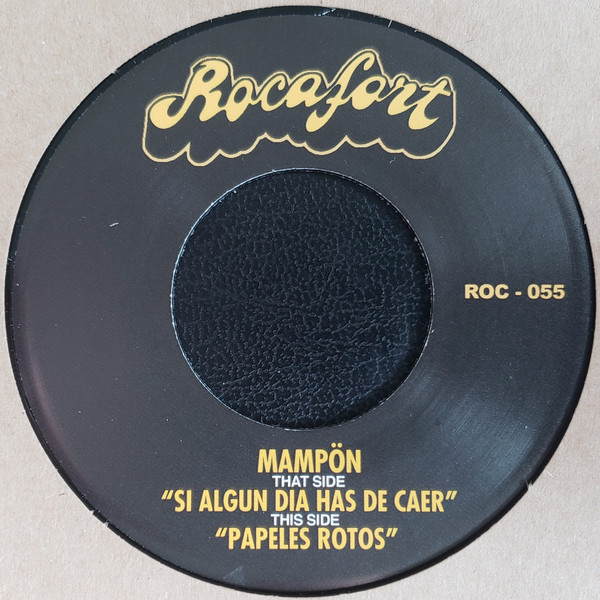 Rocafort
ROC - 055
MAMPÖN
THAT SIDE
“SI ALGUN DIA HAS DE CAER”
THIS SIDE
“PAPELES ROTOS”